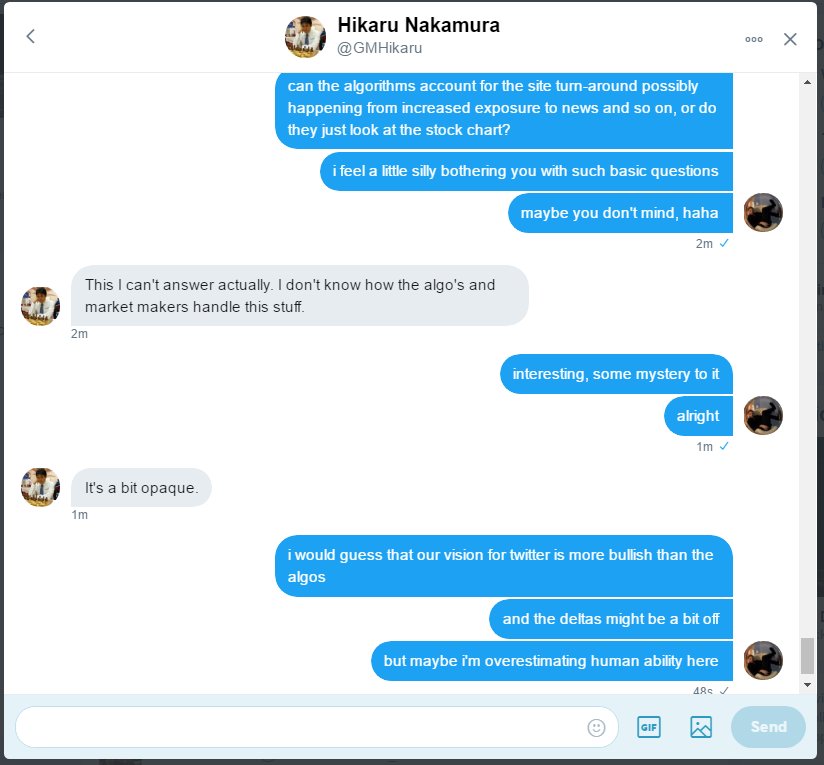 Hikaru Nakamura
@GMHikaru
can the algorithms account for the site turn-around possibly
happening from increased exposure to news and so on, or do
they just look at the stock chart?
i feel a little silly bothering you with such basic questions
maybe you don't mind, haha
2m
This I can't answer actually. I don't know how the algo's and
market makers handle this stuff.
2m
interesting, some mystery to it
alright
1m
It's a bit opaque.
1m
i would guess that our vision for twitter is more bullish than the
algos
and the deltas might be a bit off
but maybe i'm overestimating human ability here
48s
GIF
Send